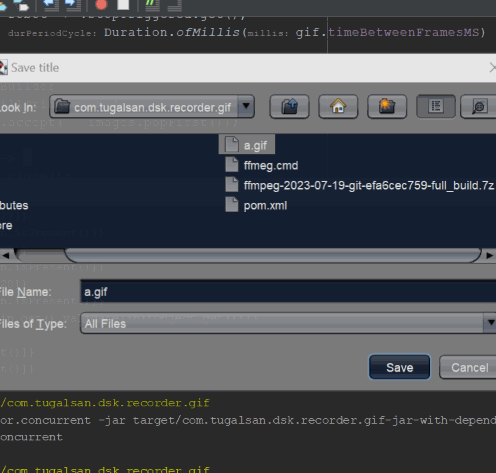 durPeriodCycle: Duration.ofMillis(millis: gif.timeBetweenFramesMS)
Save title
Look In: com.tugalsan.dsk.recorder.gif
a.gif
ffmeg.cmd
ffmpeg-2023-07-19-git-efa6cec759-full_build.7z
butes
pom.xml
ore
File Name: a.gif
Files of Type: All Files
Save Cancel
/com.tugalsan.dsk.recorder.gif
or.concurrent -jar target/com.tugalsan.dsk.recorder.gif-jar-with-depend
oncurrent
/com.tugalsan.dsk.recorder.gif